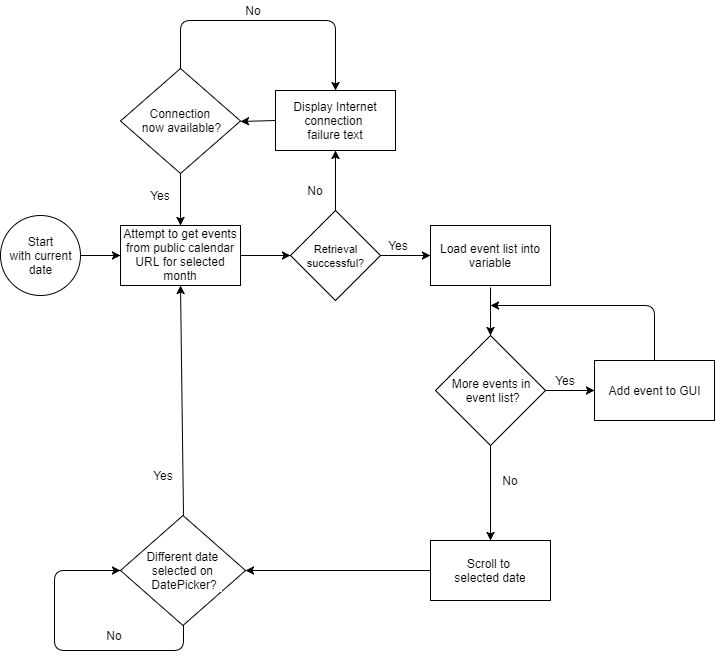 No
Connection
now available?
Display Internet
connection
failure text
Yes
No
Start
with current
date
Attempt to get events
from public calendar
URL for selected
month
Retrieval
successful?
Yes
Load event list into
variable
More events in
event list?
Yes
Add event to GUI
No
Yes
Different date
selected on
DatePicker?
Scroll to
selected date
No